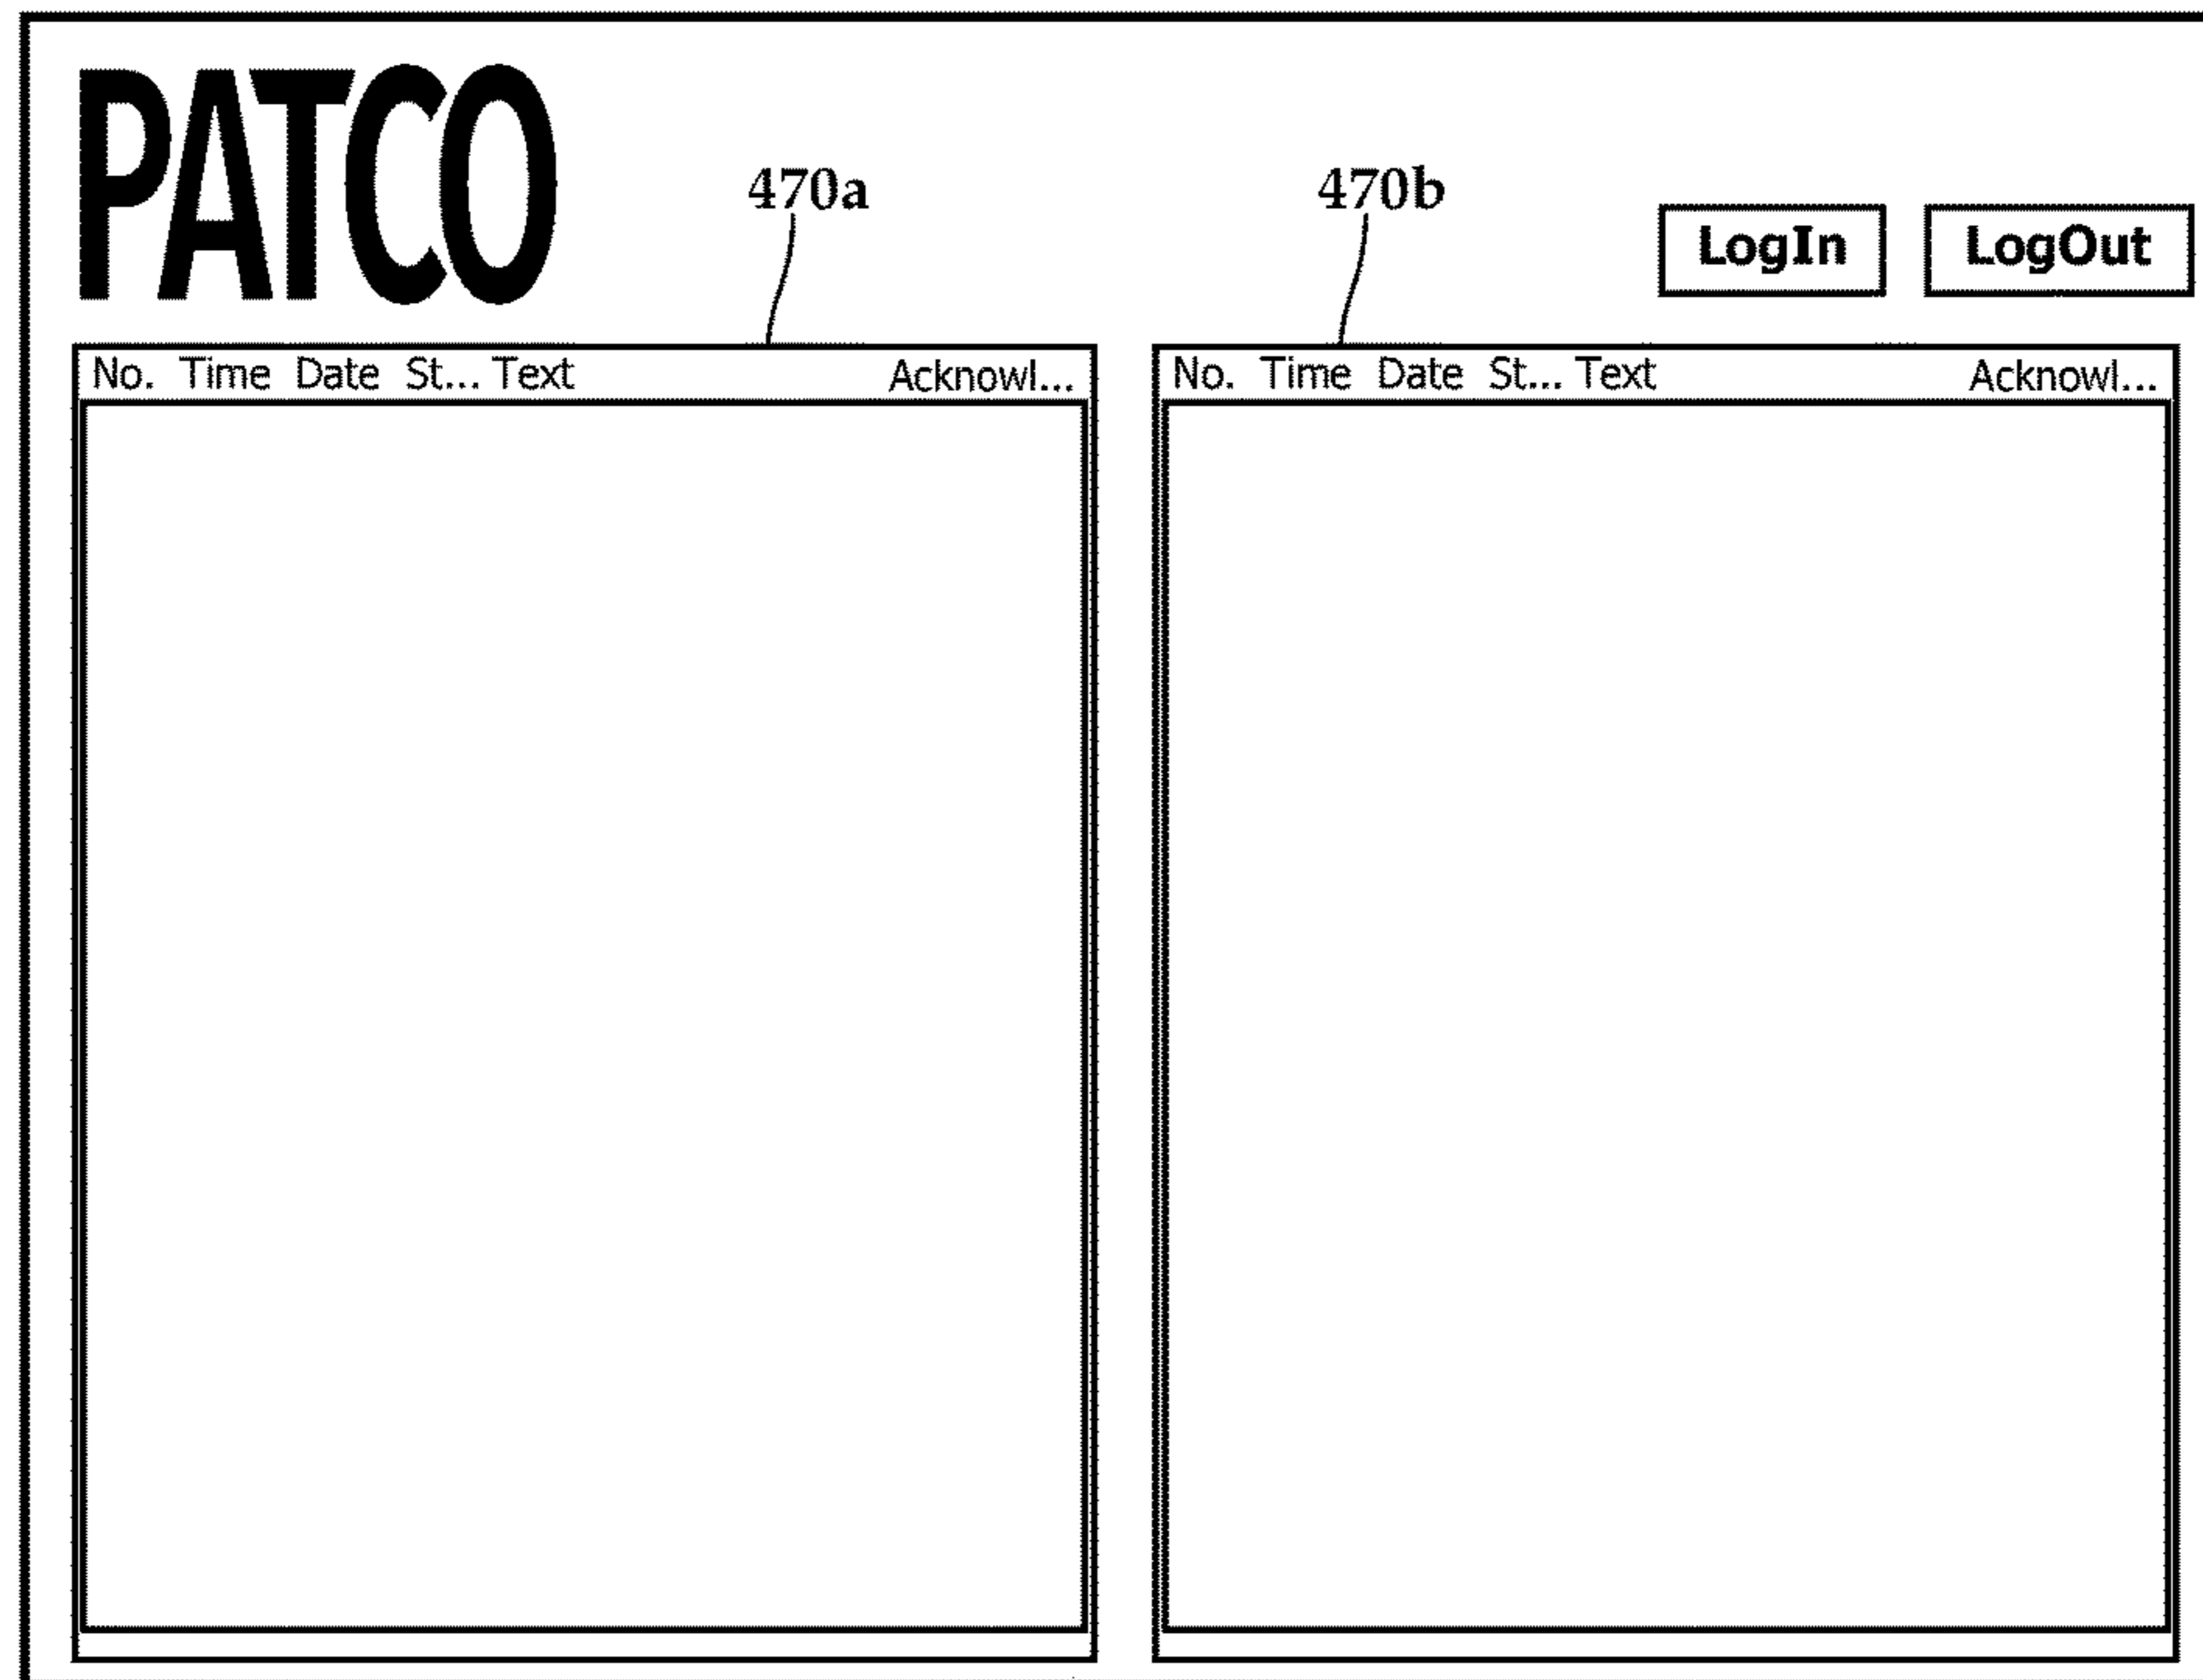 PATCO
470a 470b
LogIn LogOut
No. Time Date St... Text Acknowl...
No. Time Date St... Text Acknowl...